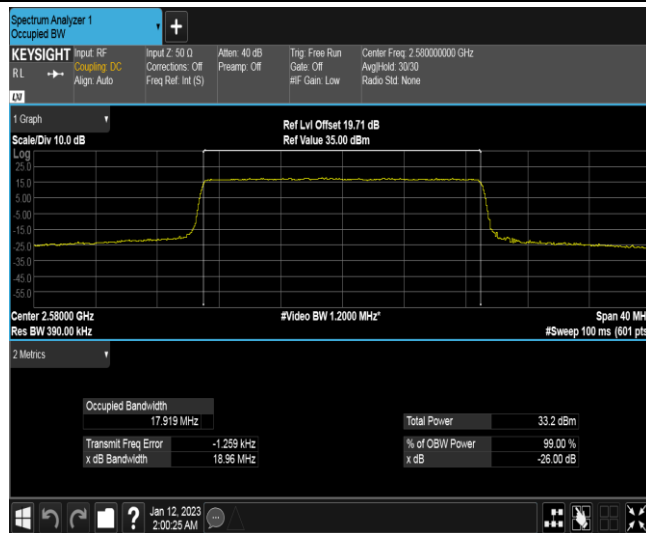 Spectrum Analyzer 1
Occupied BW
+
KEYSIGHT
RL
Input: RF
Coupling: DC
Align: Auto
Input Z: 50 Ω
Corrections: Off
Freq Ref: Int (S)
Atten: 40 dB
Preamp: Off
Trig: Free Run
Gate: Off
#IF Gain: Low
Center Freq: 2.580000000 GHz
Avg|Hold: 30/30
Radio Std: None
1 Graph
Scale/Div 10.0 dB
Ref Lvl Offset 19.71 dB
Ref Value 35.00 dBm
Log
25.0
15.0
5.00
-5.00
-15.0
-25.0
-35.0
-45.0
-55.0
Center 2.58000 GHz
#Video BW 1.2000 MHz*
Span 40 MH
Res BW 390.00 kHz
#Sweep 100 ms (601 pts
2 Metrics
Occupied Bandwidth
17.919 MHz
Total Power 33.2 dBm
Transmit Freq Error -1.259 kHz
% of OBW Power 99.00 %
x dB Bandwidth 18.96 MHz
x dB -26.00 dB
?
Jan 12, 2023
2:00:25 AM